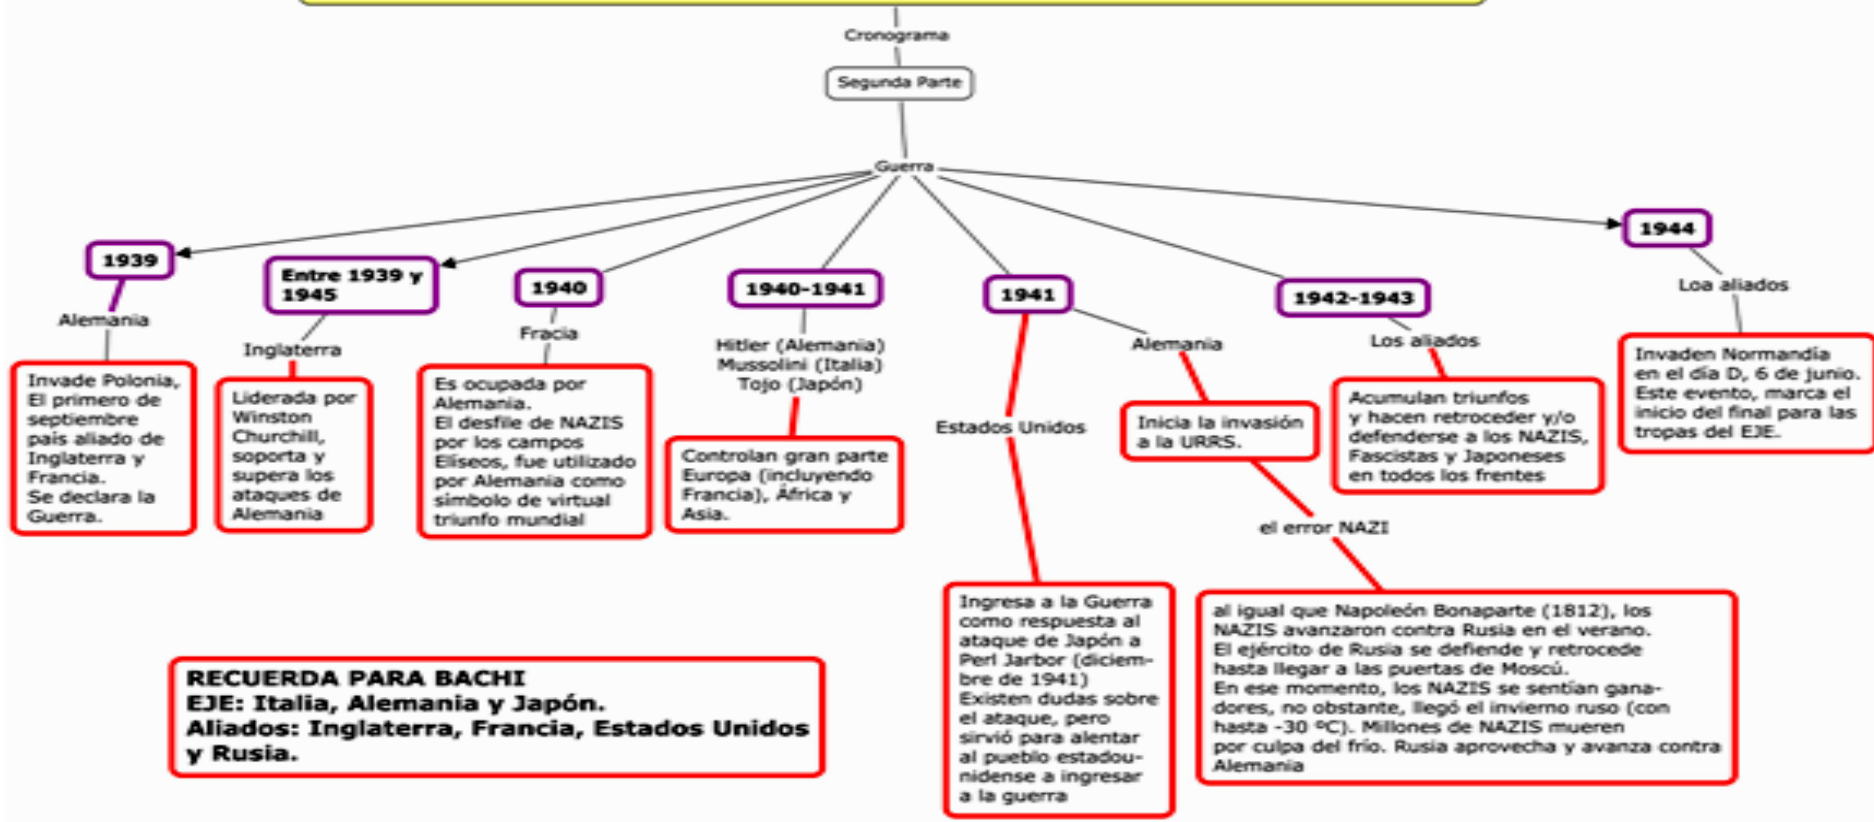 Cronograma
Segunda Parte
Guerra
1939
Alemania
Invade Polonia,
El primero de
septiembre
país aliado de
Inglaterra y
Francia.
Se declara la
Guerra.
Entre 1939 y
1945
Inglaterra
Liderada por
Winston
Churchill,
soporta y
supera los
ataques de
Alemania
1940
Fracia
Es ocupada por
Alemania.
El desfile de NAZIS
por los campos
Elíseos, fue utilizado
por Alemania como
símbolo de virtual
triunfo mundial
1940-1941
Hitler (Alemania)
Mussolini (Italia)
Tojo (Japón)
Controlan gran parte
Europa (incluyendo
Francia), África y
Asia.
1941
Estados Unidos
Ingresa a la Guerra
como respuesta al
ataque de Japón a
Perl Jarbor (diciem-
bre de 1941)
Existen dudas sobre
el ataque, pero
sirvió para alentar
al pueblo estadou-
nidense a ingresar
a la guerra
Alemania
Inicia la invasión
a la URRS.
el error NAZI
al igual que Napoleón Bonaparte (1812), los
NAZIS avanzaron contra Rusia en el verano.
El ejército de Rusia se defiende y retrocede
hasta llegar a las puertas de Moscú.
En ese momento, los NAZIS se sentían gana-
dores, no obstante, llegó el invierno ruso (con
hasta -30 ºC). Millones de NAZIS mueren
por culpa del frío. Rusia aprovecha y avanza contra
Alemania
1942-1943
Los aliados
Acumulan triunfos
y hacen retroceder y/o
defenderse a los NAZIS,
Fascistas y Japoneses
en todos los frentes
1944
Loa aliados
Invaden Normandía
en el día D, 6 de junio.
Este evento, marca el
inicio del final para las
tropas del EJE.
RECUERDA PARA BACHI
EJE: Italia, Alemania y Japón.
Aliados: Inglaterra, Francia, Estados Unidos
y Rusia.